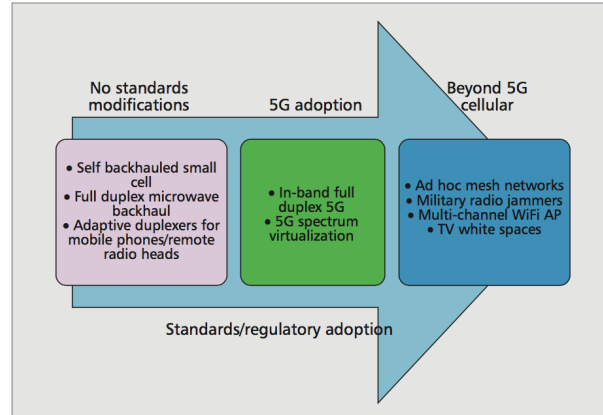 No standards
modifications
5G adoption
Beyond 5G
cellular
• Self backhauled small
cell
• Full duplex microwave
backhaul
• Adaptive duplexers for
mobile phones/remote
radio heads
• In-band full
duplex 5G
• 5G spectrum
virtualization
• Ad hoc mesh networks
• Military radio jammers
• Multi-channel WiFi AP
• TV white spaces
Standards/regulatory adoption